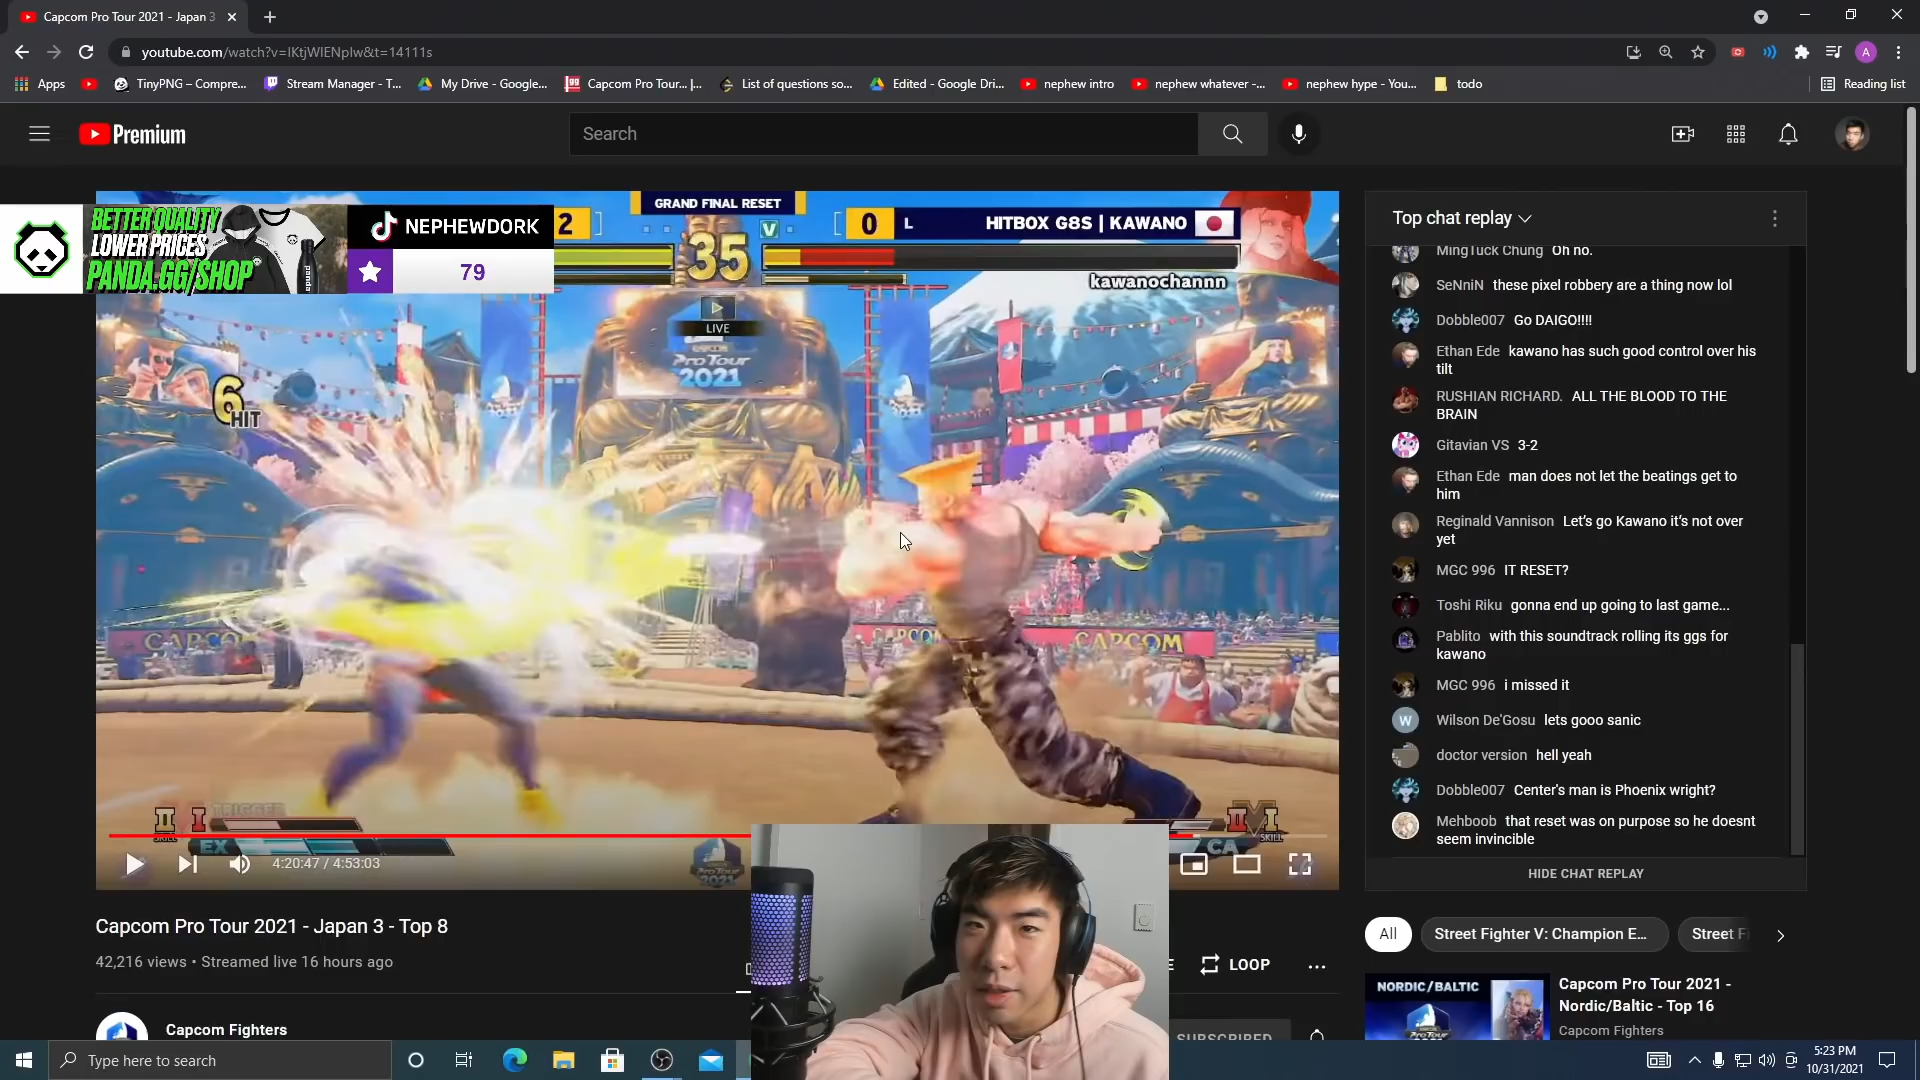 Capcom Pro Tour 2021 - Japan 3
youtube.com/watch?v=lKtjWlENplw&t=14111s
A
Apps
TinyPNG – Compre...
Stream Manager - T...
My Drive - Google...
Capcom Pro Tour... |...
List of questions so...
Edited - Google Dri...
nephew intro
nephew whatever -...
nephew hype - You...
todo
Reading list
Premium
Search
BETTER QUALITY
LOWER PRICES
PANDA.GG/SHOP
NEPHEWDORK
79
GRAND FINAL RESET
2
35
V
0
L
HITBOX G8S | KAWANO
kawanochannn
LIVE
Pro Tour
2021
6
HIT
CAPCOM
CAPCOM
CAPCOM
TRIGGER
II
I
SKILL
EX
II
I
SKILL
CA
4:20:47 / 4:53:03
Top chat replay
MingTuck Chung Oh no.
SeNniN these pixel robbery are a thing now lol
Dobble007 Go DAIGO!!!!
Ethan Ede kawano has such good control over his
tilt
RUSHIAN RICHARD. ALL THE BLOOD TO THE
BRAIN
Gitavian VS 3-2
Ethan Ede man does not let the beatings get to
him
Reginald Vannison Let's go Kawano it's not over
yet
MGC 996 IT RESET?
Toshi Riku gonna end up going to last game...
Pablito with this soundtrack rolling its ggs for
kawano
MGC 996 i missed it
W
Wilson De'Gosu lets gooo sanic
doctor version hell yeah
Dobble007 Center's man is Phoenix wright?
Mehboob that reset was on purpose so he doesnt
seem invincible
HIDE CHAT REPLAY
Capcom Pro Tour 2021 - Japan 3 - Top 8
42,216 views • Streamed live 16 hours ago
LOOP
Capcom Fighters
SUBSCRIBED
All
Street Fighter V: Champion E...
Street F
NORDIC/BALTIC
Capcom Pro Tour 2021 -
Nordic/Baltic - Top 16
Capcom Fighters
Type here to search
5:23 PM
10/31/2021